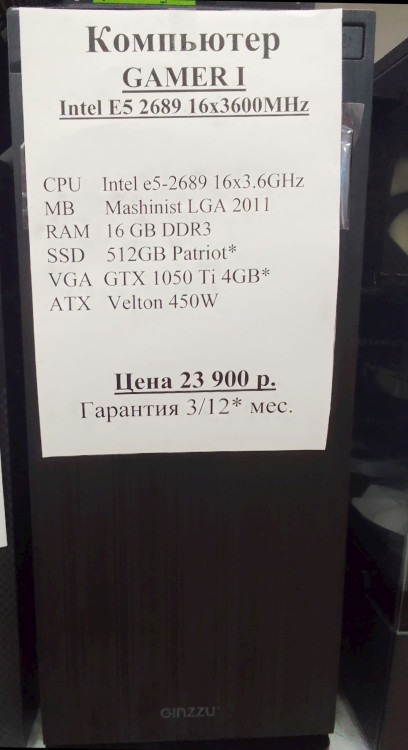 Компьютер
GAMER I
Intel E5 2689 16x3600MHz
CPU Intel e5-2689 16x3.6GHz
MB Mashinist LGA 2011
RAM 16 GB DDR3
SSD 512GB Patriot*
VGA GTX 1050 Ti 4GB*
ATX Velton 450W
Цена 23 900 р.
Гарантия 3/12* мес.
GINZZU